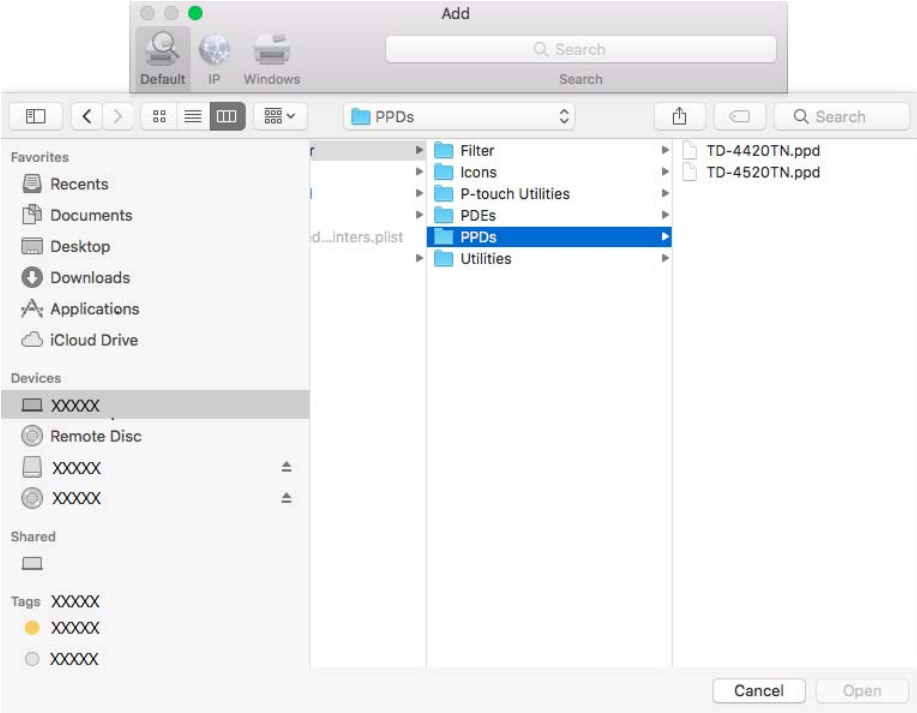 Add
Search
Default IP Windows
Search
PPDs
Search
Favorites
Recents
Documents
Desktop
Downloads
Applications
iCloud Drive
Devices
XXXXX
Remote Disc
XXXXX
XXXXX
Shared
Tags XXXXX
XXXXX
XXXXX
r
d...inters.plist
Filter
Icons
P-touch Utilities
PDEs
PPDs
Utilities
TD-4420TN.ppd
TD-4520TN.ppd
Cancel Open